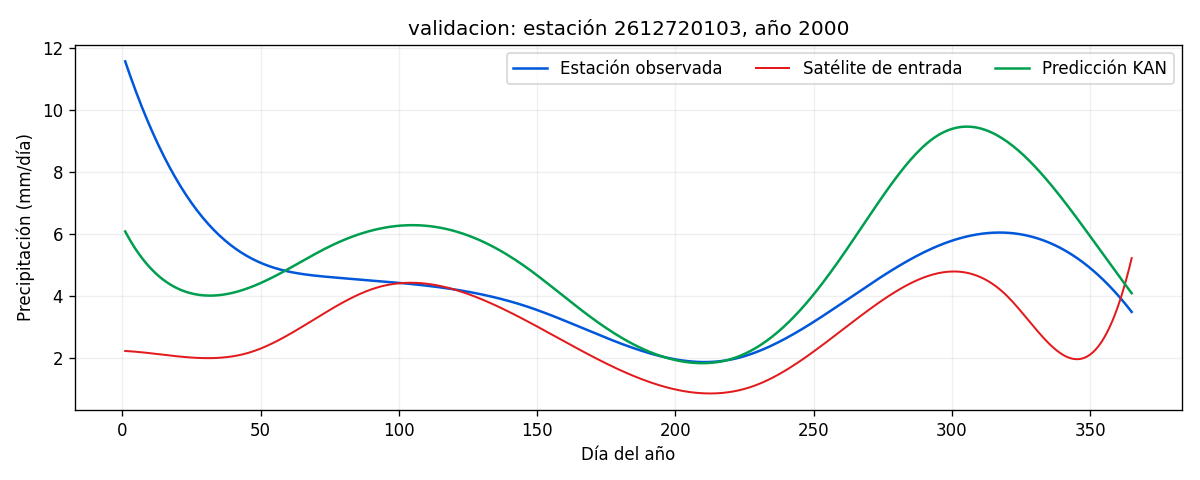 validacion: estación 2612720103, año 2000
Estación observada
Satélite de entrada
Predicción KAN
Precipitación (mm/día)
12
10
8
6
4
2
0
50
100
150
200
250
300
350
Día del año